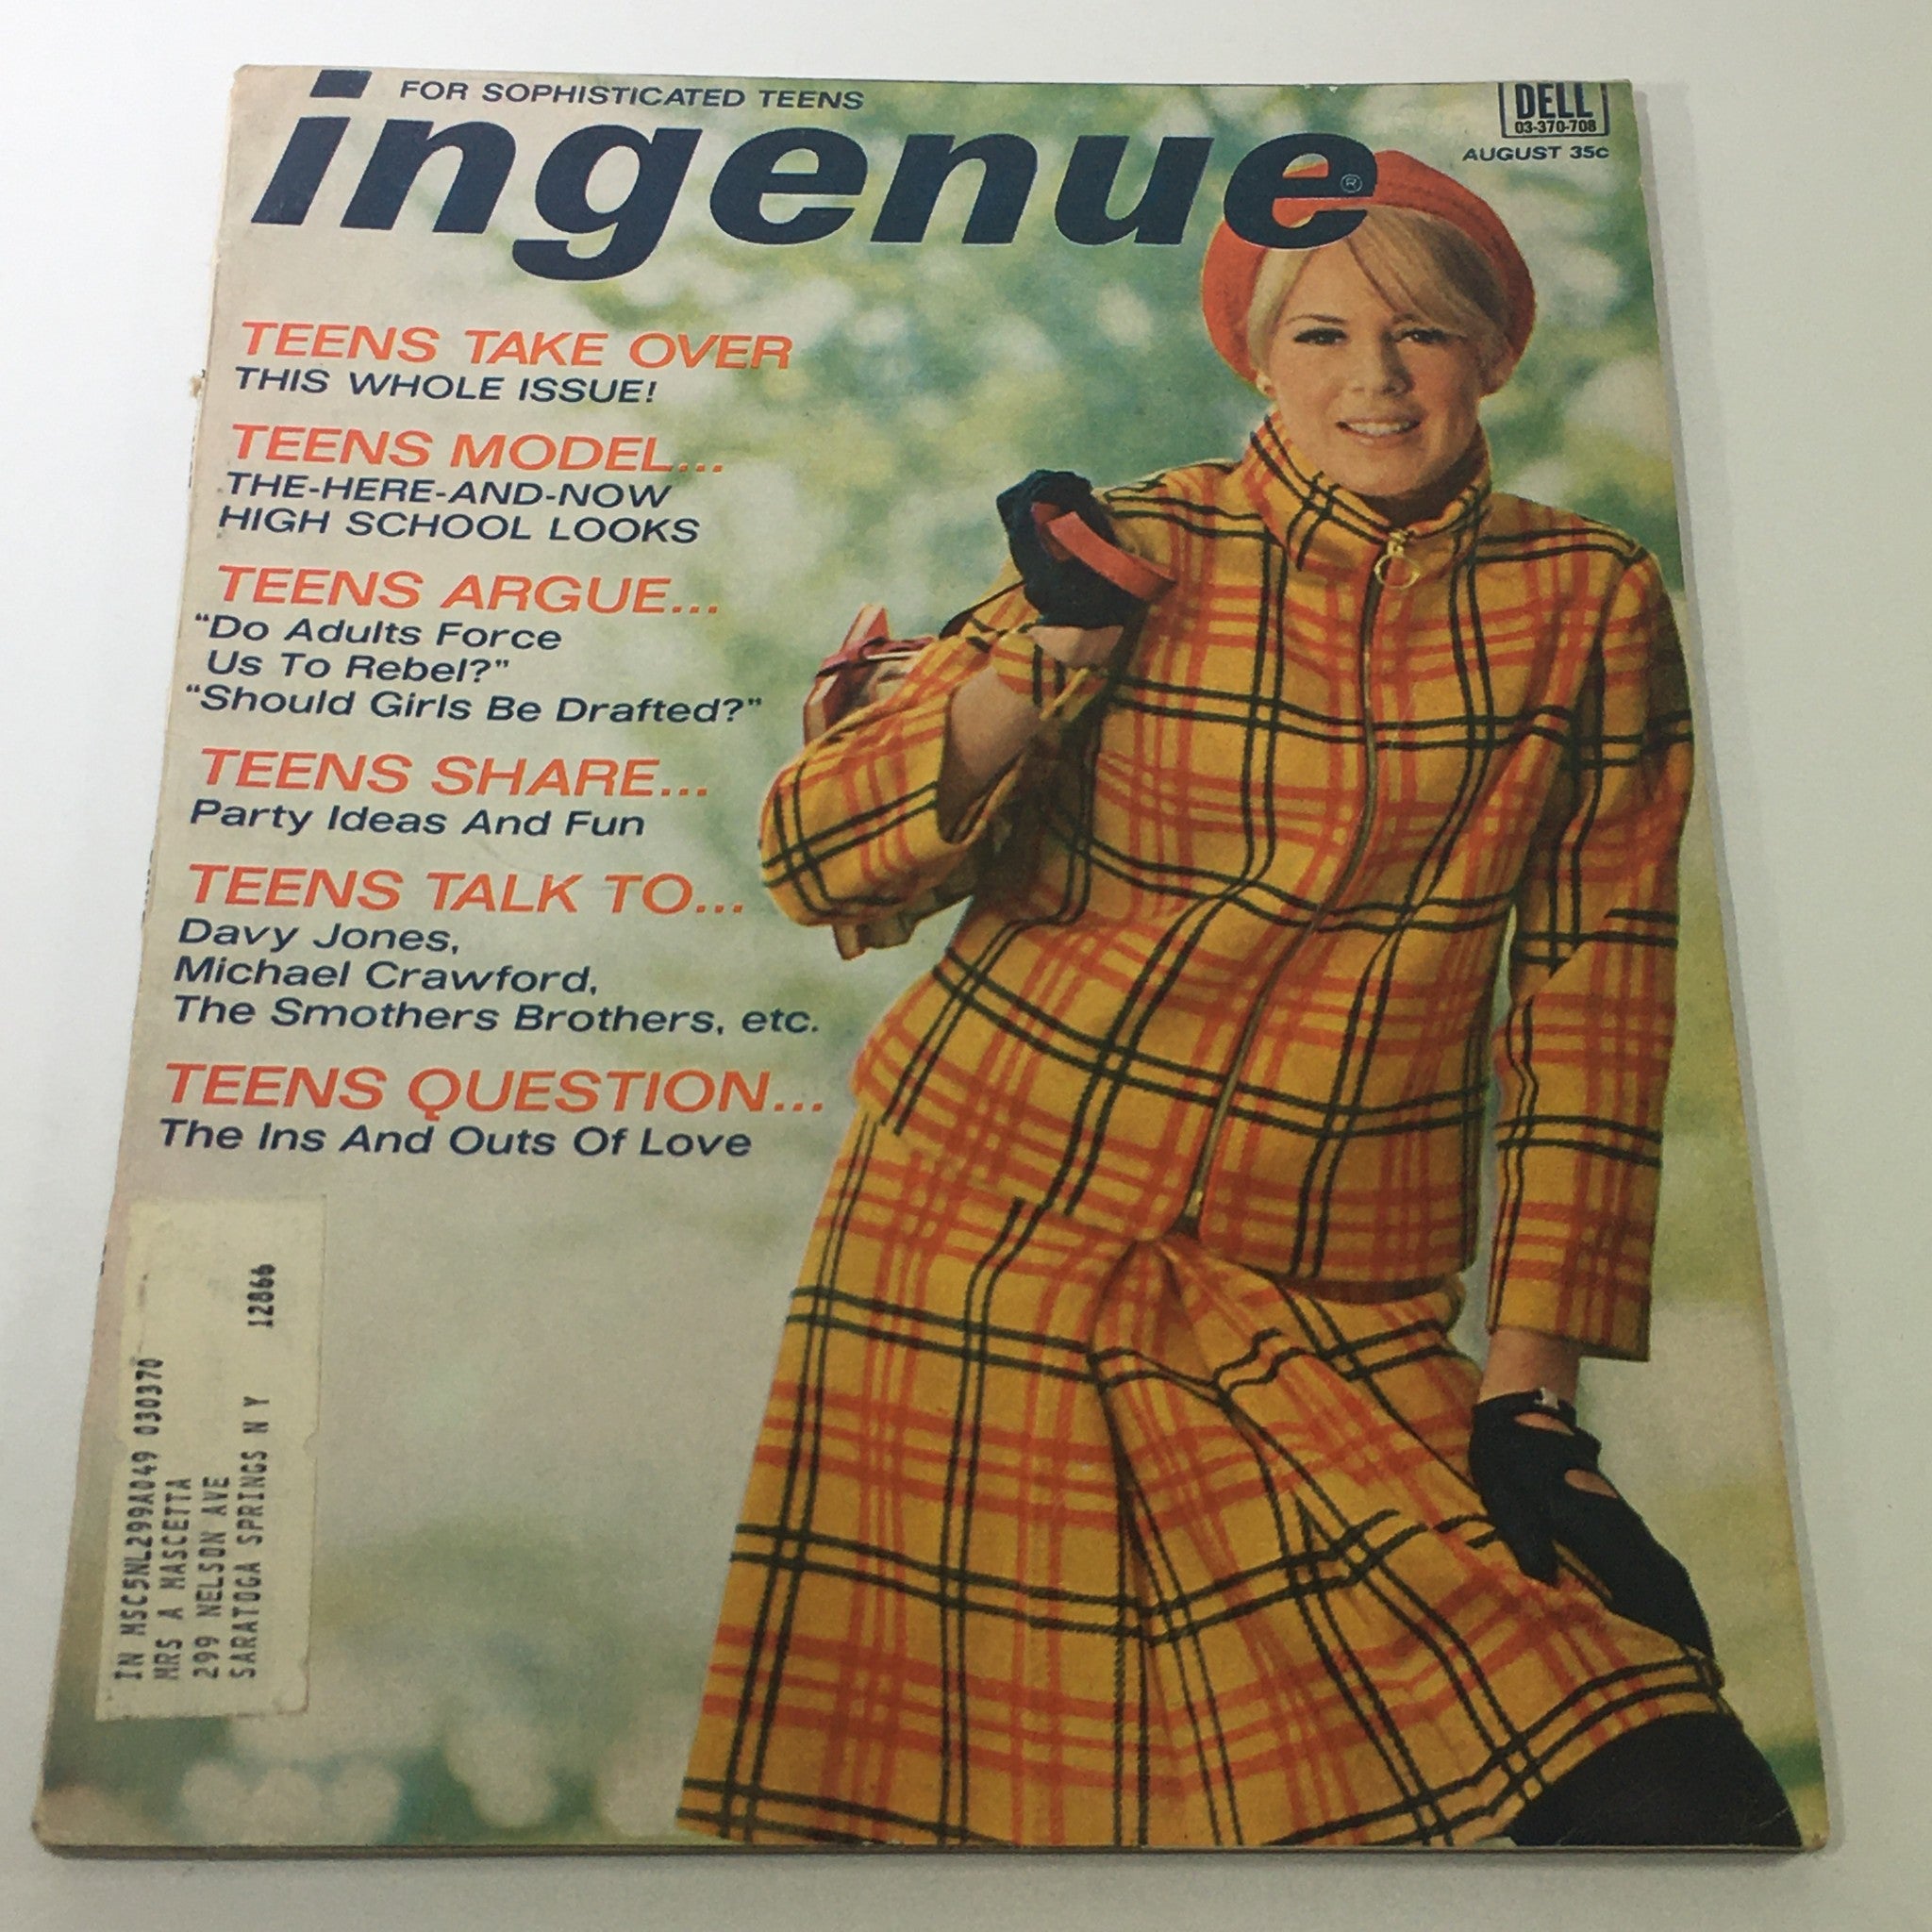 FOR SOPHISTICATED TEENS
ingenue®
DELL
03-370-708
AUGUST 35c
TEENS TAKE OVER
THIS WHOLE ISSUE!
TEENS MODEL...
THE-HERE-AND-NOW
HIGH SCHOOL LOOKS
TEENS ARGUE...
“Do Adults Force
Us To Rebel?”
“Should Girls Be Drafted?”
TEENS SHARE...
Party Ideas And Fun
TEENS TALK TO...
Davy Jones,
Michael Crawford,
The Smothers Brothers, etc.
TEENS QUESTION...
The Ins And Outs Of Love
IN MSC5NL299A049 030370
MRS A MASCETTA
299 NELSON AVE
SARATOGA SPRINGS N Y 12866